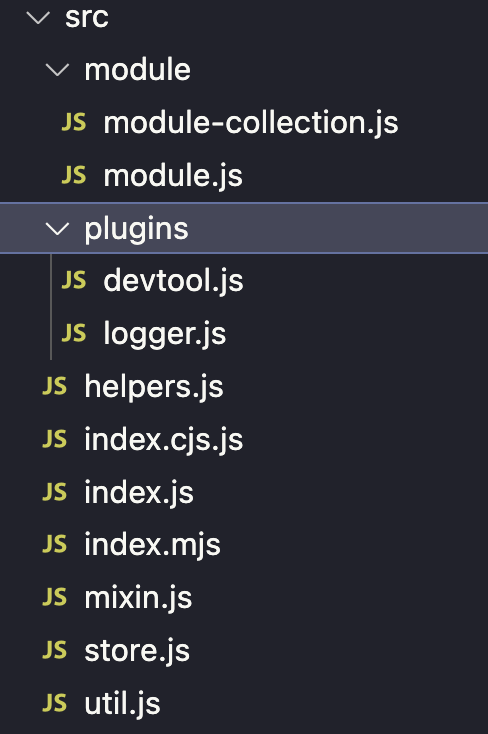 src
module
JS module-collection.js
JS module.js
plugins
JS devtool.js
JS logger.js
JS helpers.js
JS index.cjs.js
JS index.js
JS index.mjs
JS mixin.js
JS store.js
JS util.js